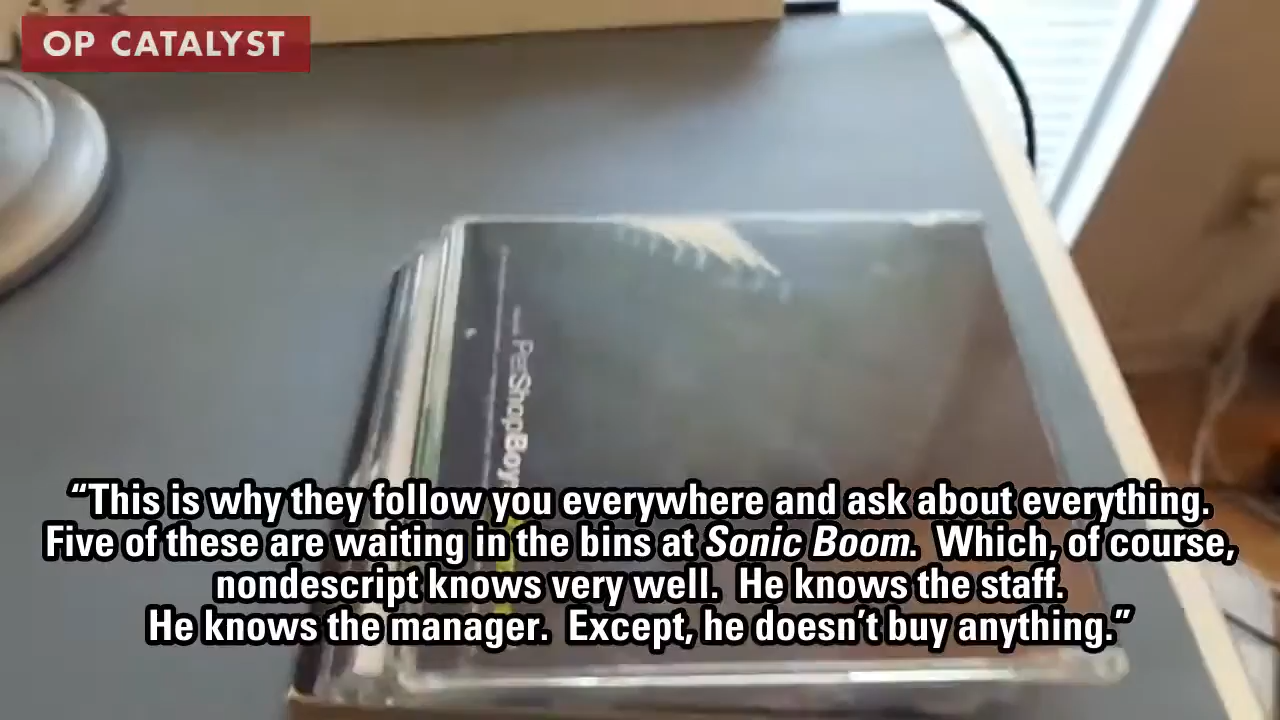 OP CATALYST
PetShopBoy
“This is why they follow you everywhere and ask about everything.
Five of these are waiting in the bins at Sonic Boom.  Which, of course,
nondescript knows very well.  He knows the staff.
He knows the manager.  Except, he doesn’t buy anything.”